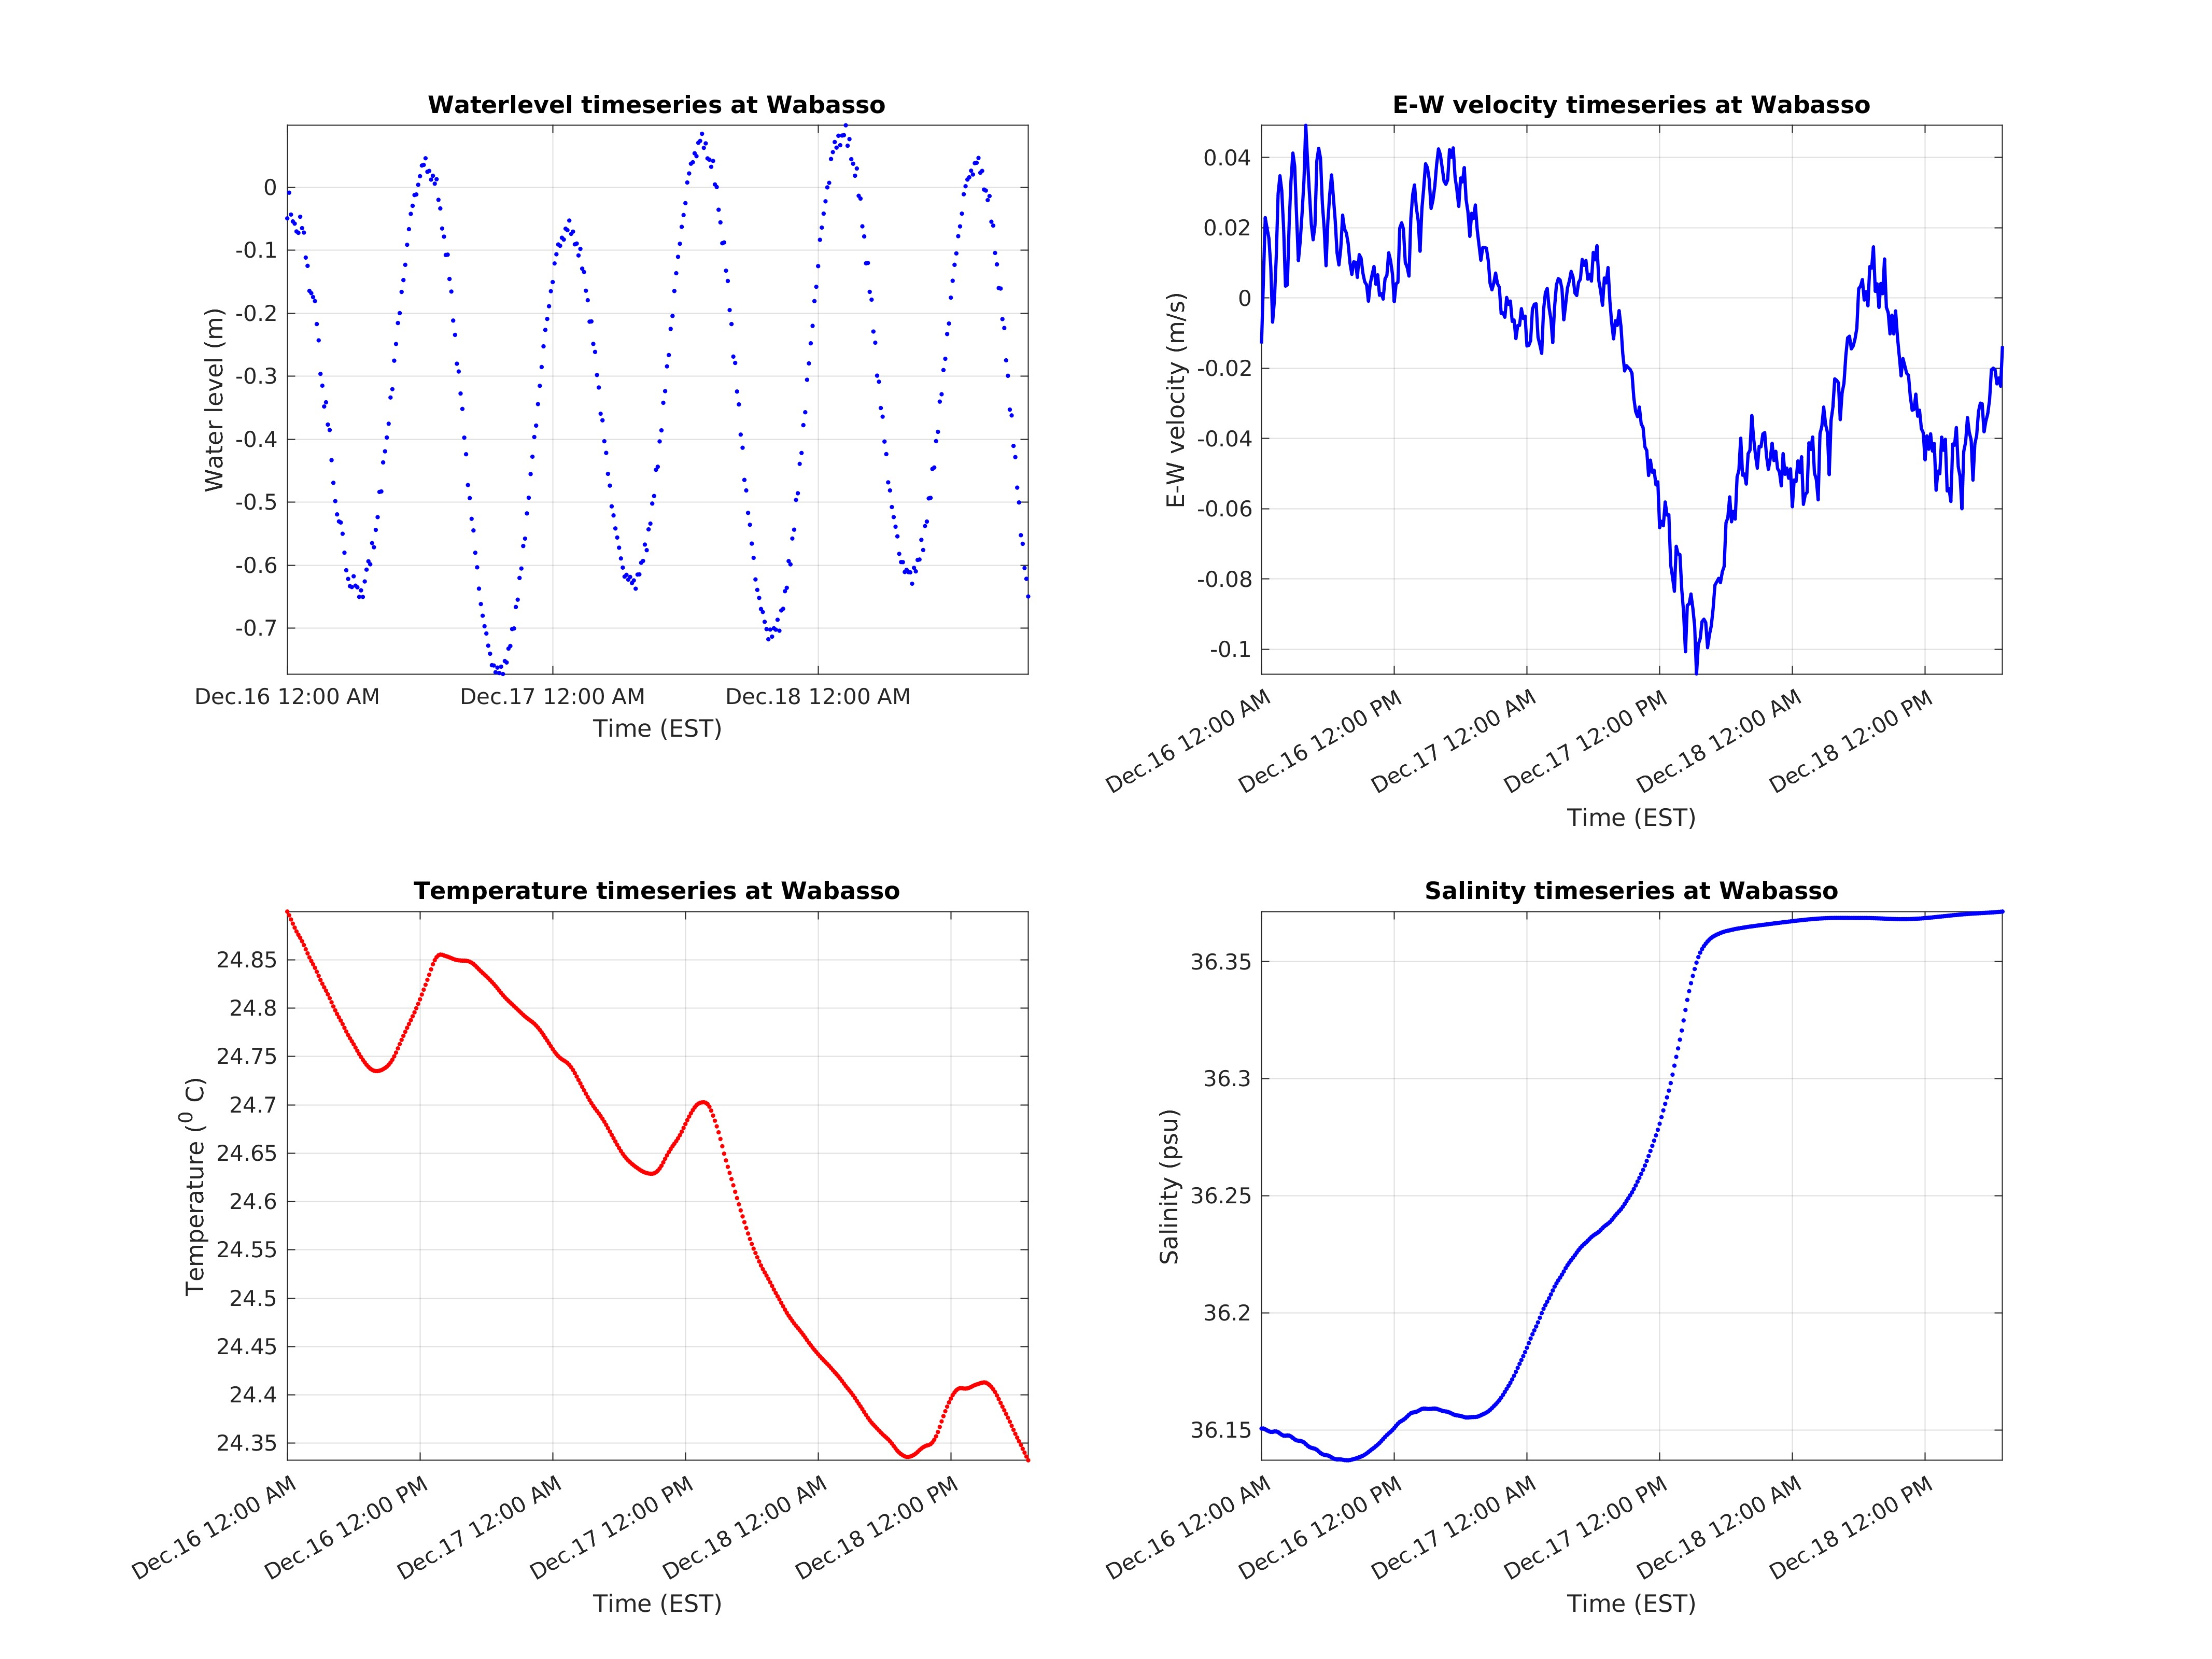 Waterlevel timeseries at Wabasso
Water level (m)
0
-0.1
-0.2
-0.3
-0.4
-0.5
-0.6
-0.7
Dec.16 12:00 AM Dec.17 12:00 AM Dec.18 12:00 AM
Time (EST)
E-W velocity timeseries at Wabasso
E-W velocity (m/s)
0.04
0.02
0
-0.02
-0.04
-0.06
-0.08
-0.1
Dec.16 12:00 AM
Dec.16 12:00 PM
Dec.17 12:00 AM
Dec.17 12:00 PM
Dec.18 12:00 AM
Dec.18 12:00 PM
Time (EST)
Temperature timeseries at Wabasso
Temperature (⁰ C)
24.85
24.8
24.75
24.7
24.65
24.6
24.55
24.5
24.45
24.4
24.35
Dec.16 12:00 AM
Dec.16 12:00 PM
Dec.17 12:00 AM
Dec.17 12:00 PM
Dec.18 12:00 AM
Dec.18 12:00 PM
Time (EST)
Salinity timeseries at Wabasso
Salinity (psu)
36.35
36.3
36.25
36.2
36.15
Dec.16 12:00 AM
Dec.16 12:00 PM
Dec.17 12:00 AM
Dec.17 12:00 PM
Dec.18 12:00 AM
Dec.18 12:00 PM
Time (EST)